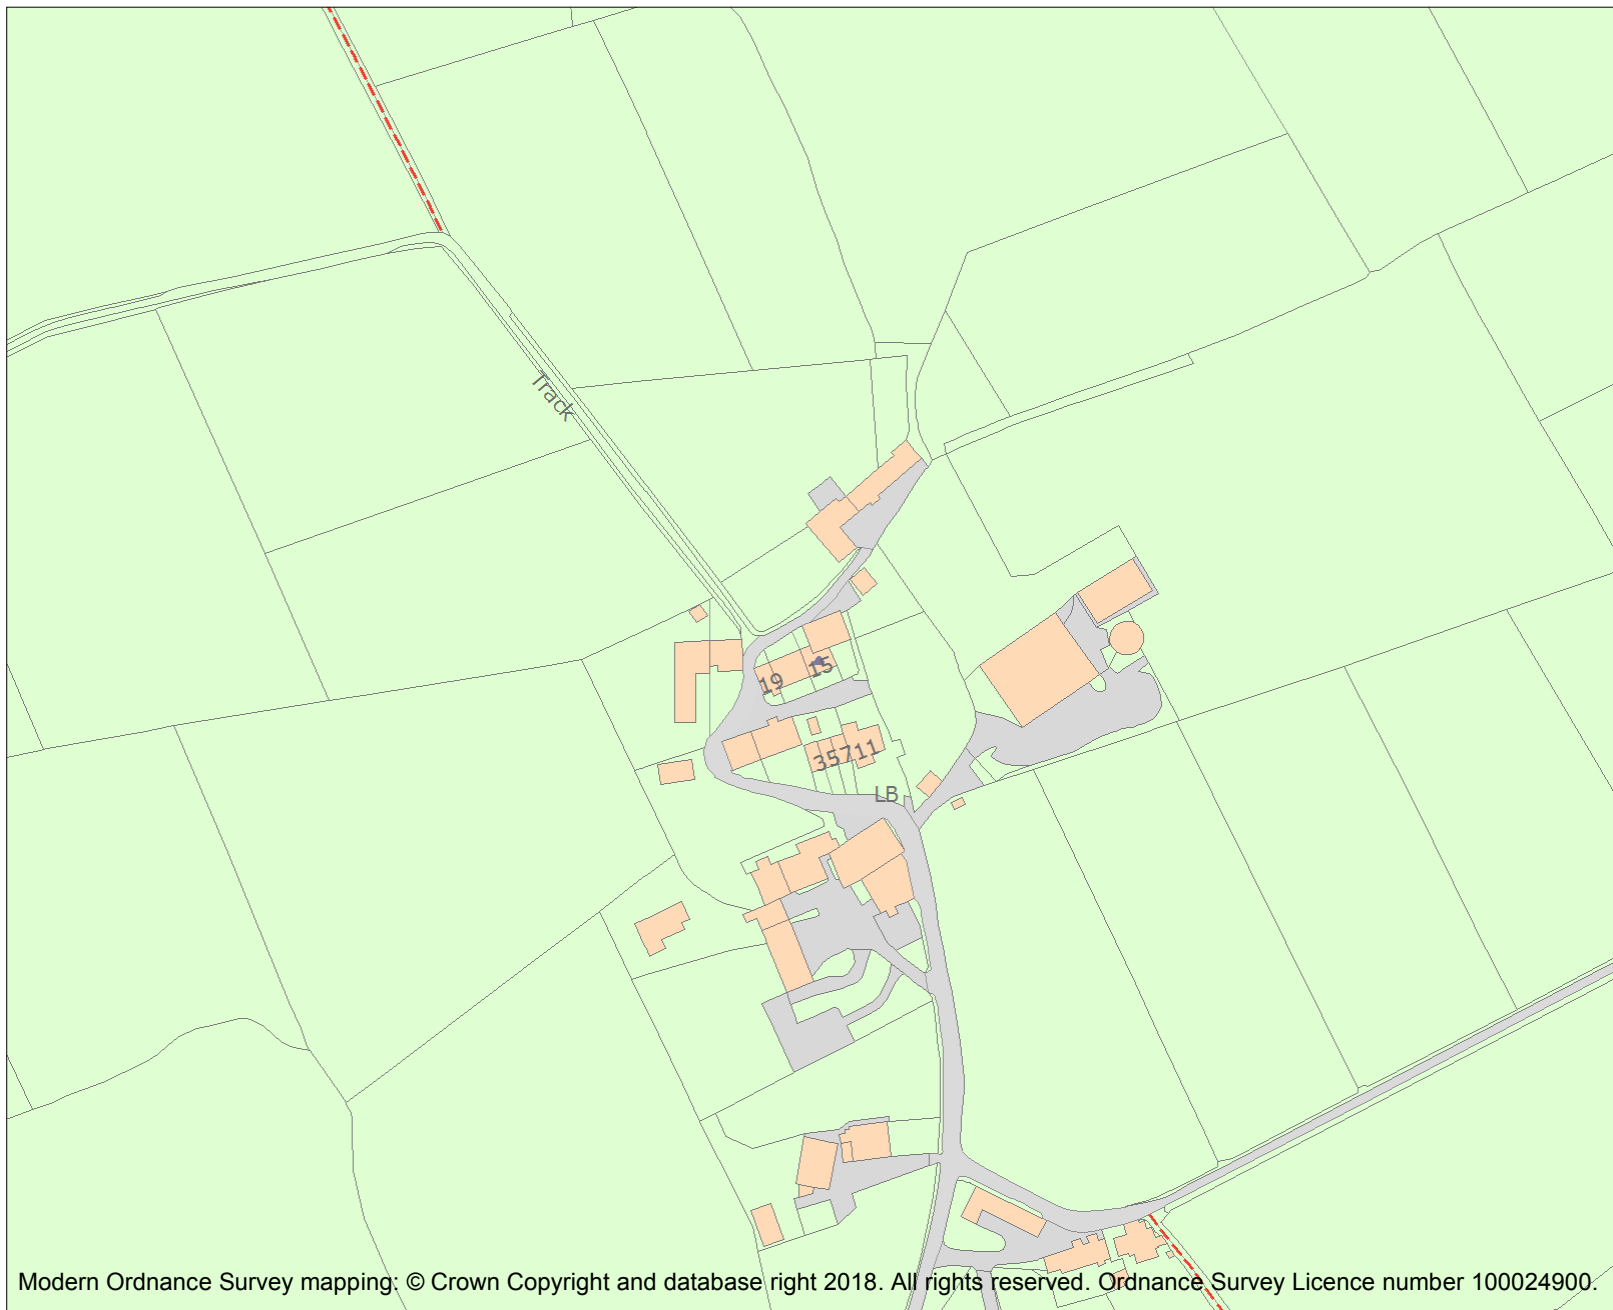 Track
15
19
35711
LB
Modern Ordnance Survey mapping: © Crown Copyright and database right 2018. All rights reserved. Ordnance Survey Licence number 100024900.